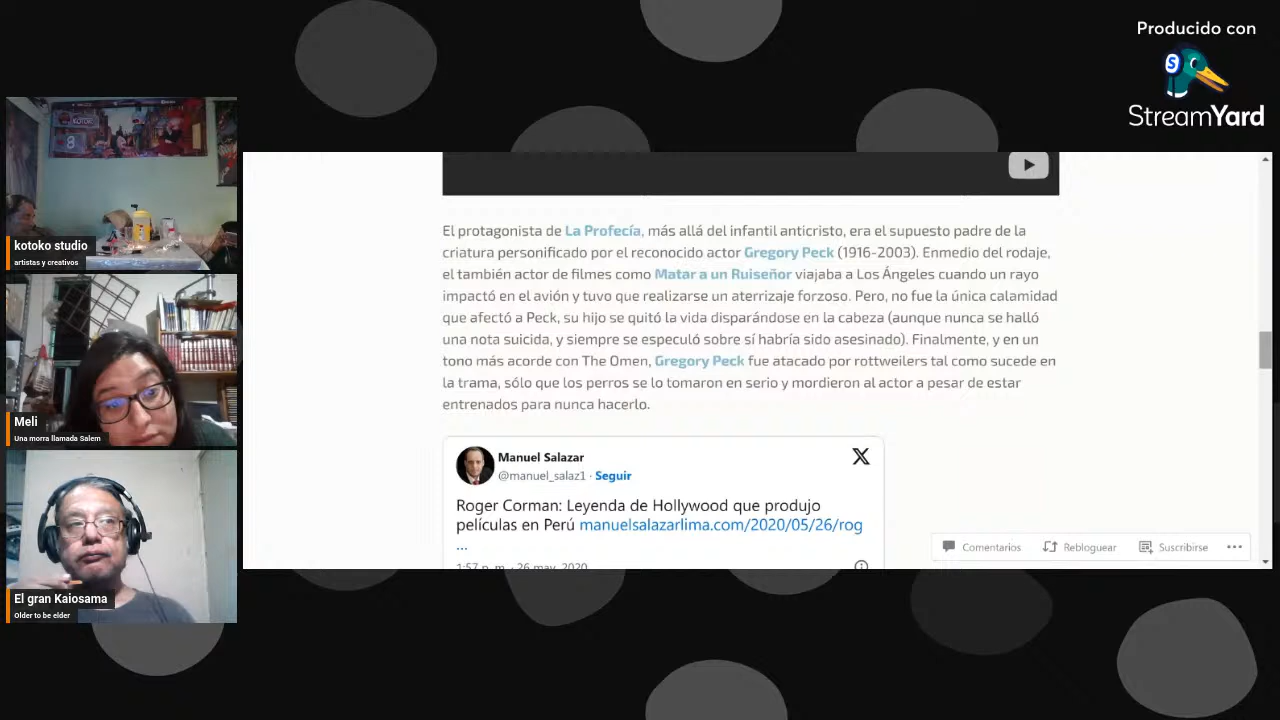 Producido con
StreamYard
kotoko studio
artistas y creativos
Meli
Una morra llamada Salem
El gran Kaiosama
Older to be elder
El protagonista de La Profecía, más allá del infantil anticristo, era el supuesto padre de la
criatura personificado por el reconocido actor Gregory Peck (1916-2003). Enmedio del rodaje,
el también actor de filmes como Matar a un Ruiseñor viajaba a Los Ángeles cuando un rayo
impactó en el avión y tuvo que realizarse un aterrizaje forzoso. Pero, no fue la única calamidad
que afectó a Peck, su hijo se quitó la vida disparándose en la cabeza (aunque nunca se halló
una nota suicida, y siempre se especuló sobre sí habría sido asesinado). Finalmente, y en un
tono más acorde con The Omen, Gregory Peck fue atacado por rottweilers tal como sucede en
la trama, sólo que los perros se lo tomaron en serio y mordieron al actor a pesar de estar
entrenados para nunca hacerlo.
Manuel Salazar
@manuel_salaz1 · Seguir
Roger Corman: Leyenda de Hollywood que produjo
películas en Perú manuelsalazarlima.com/2020/05/26/rog
...
1:57 p. m. · 26 may. 2020
Comentarios
Rebloguear
Suscribirse